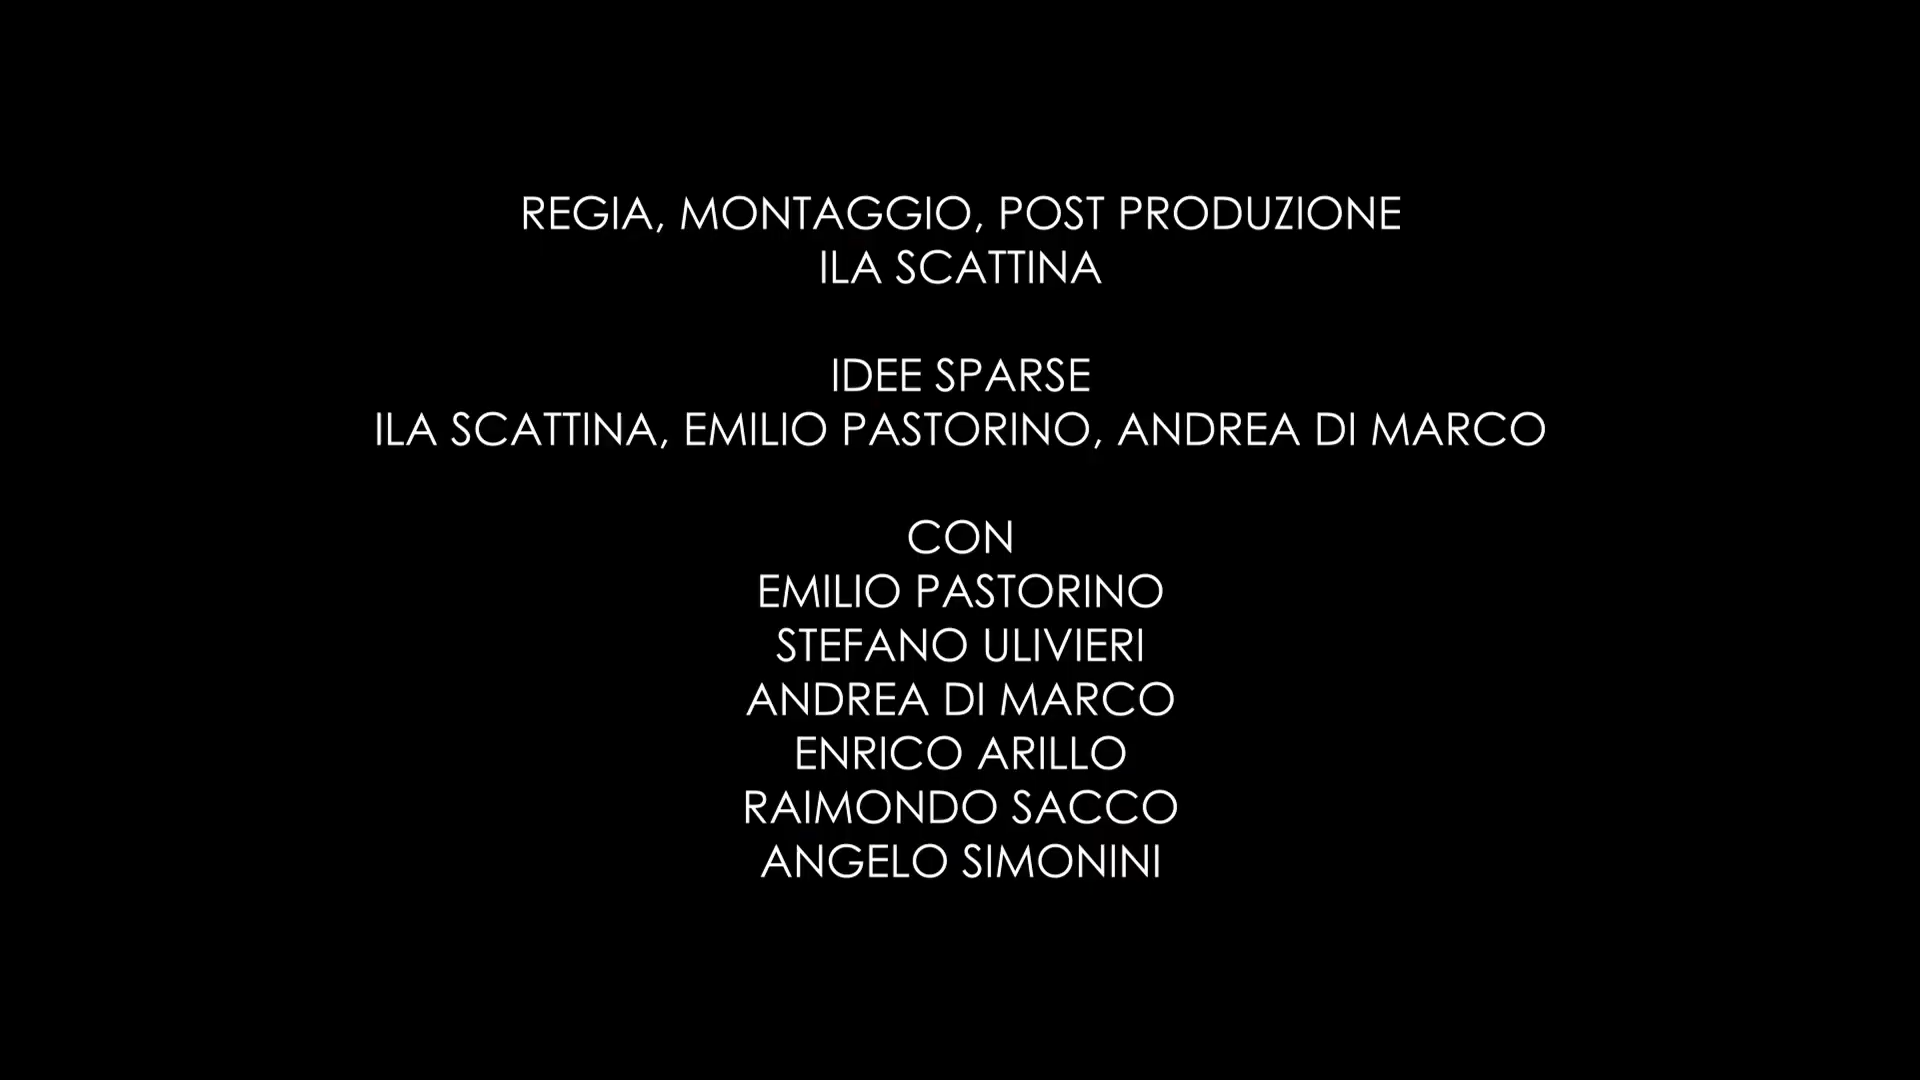 REGIA, MONTAGGIO, POST PRODUZIONE
ILA SCATTINA
IDEE SPARSE
ILA SCATTINA, EMILIO PASTORINO, ANDREA DI MARCO
CON
EMILIO PASTORINO
STEFANO ULIVIERI
ANDREA DI MARCO
ENRICO ARILLO
RAIMONDO SACCO
ANGELO SIMONINI